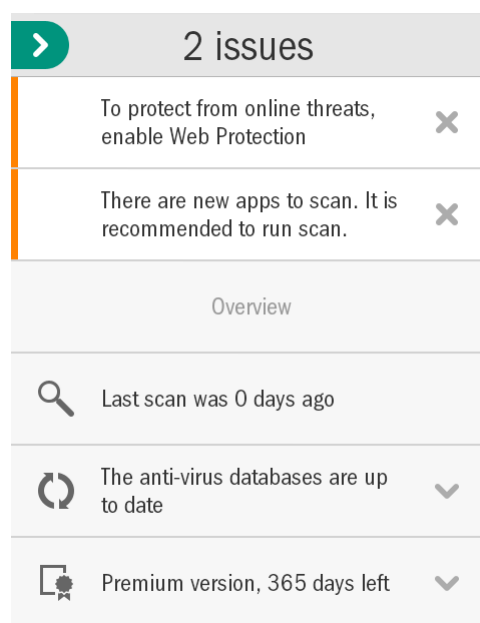 2 issues
To protect from online threats,
enable Web Protection
There are new apps to scan. It is
recommended to run scan.
Overview
Last scan was 0 days ago
The anti-virus databases are up
to date
Premium version, 365 days left